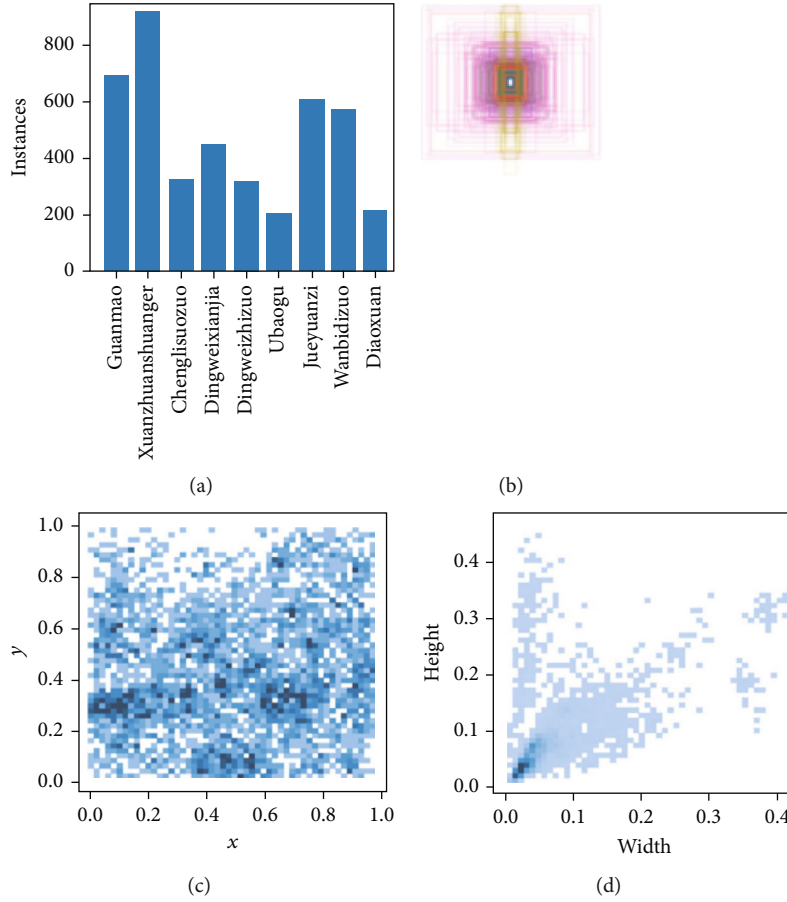 800
600
400
200
0
Instances
Guanmao
Xuanzhuanshuanger
Chenglisuozuo
Dingweixianjia
Dingweizhizuo
Ubaogu
Jueyuanzi
Wanbidizuo
Diaoxuan
(a)
(b)
1.0
0.8
0.6
0.4
0.2
0.0
y
0.0 0.2 0.4 0.6 0.8 1.0
x
(c)
0.4
0.3
0.2
0.1
0.0
Height
0.0 0.1 0.2 0.3 0.4
Width
(d)